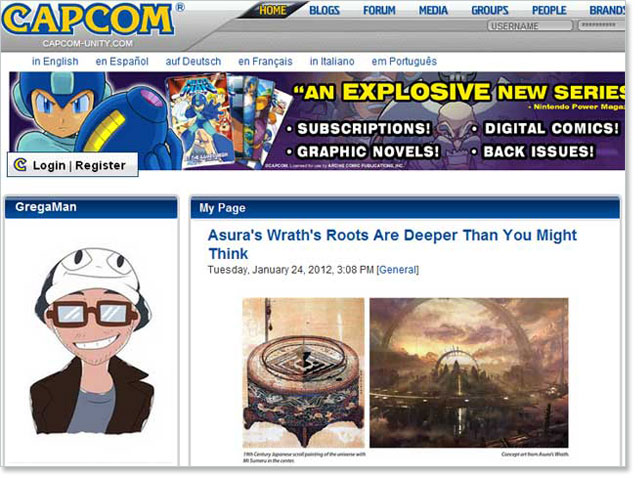 CAPCOM®
CAPCOM-UNITY.COM
HOME BLOGS FORUM MEDIA GROUPS PEOPLE BRANDS
USERNAME
in English en Español auf Deutsch en Français in Italiano em Português
"AN EXPLOSIVE NEW SERIES
- Nintendo Power Maga
• SUBSCRIPTIONS! • DIGITAL COMICS!
• GRAPHIC NOVELS! • BACK ISSUES!
©CAPCOM. Licensed for use by ARCHIE COMIC PUBLICATIONS, INC.
Login | Register
GregaMan
My Page
Asura's Wrath's Roots Are Deeper Than You Might
Think
Tuesday, January 24, 2012, 3:08 PM [General]
19th Century Japanese scroll painting of the universe with
Mt Sumeru in the center.
Concept art from Asura's Wrath.